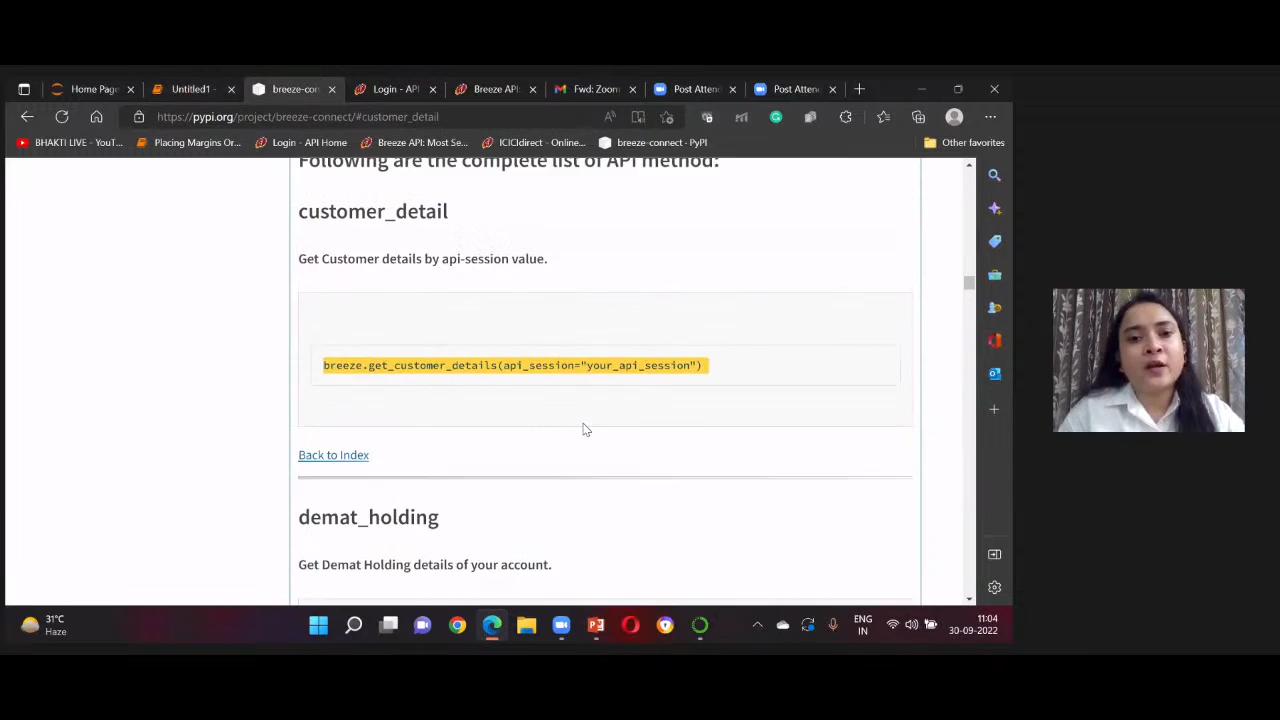 Home Page
Untitled1 -
breeze-con
Login - API
Breeze API:
Fwd: Zoom
Post Attend
Post Attend
https://pypi.org/project/breeze-connect/#customer_detail
BHAKTI LIVE - YouT...
Placing Margins Or...
Login - API Home
Breeze API: Most Se...
ICICIdirect - Online...
breeze-connect · PyPI
Other favorites
Following are the complete list of API method:
customer_detail
Get Customer details by api-session value.
breeze.get_customer_details(api_session="your_api_session")
Back to Index
demat_holding
Get Demat Holding details of your account.
31°C
Haze
ENG
IN
11:04
30-09-2022